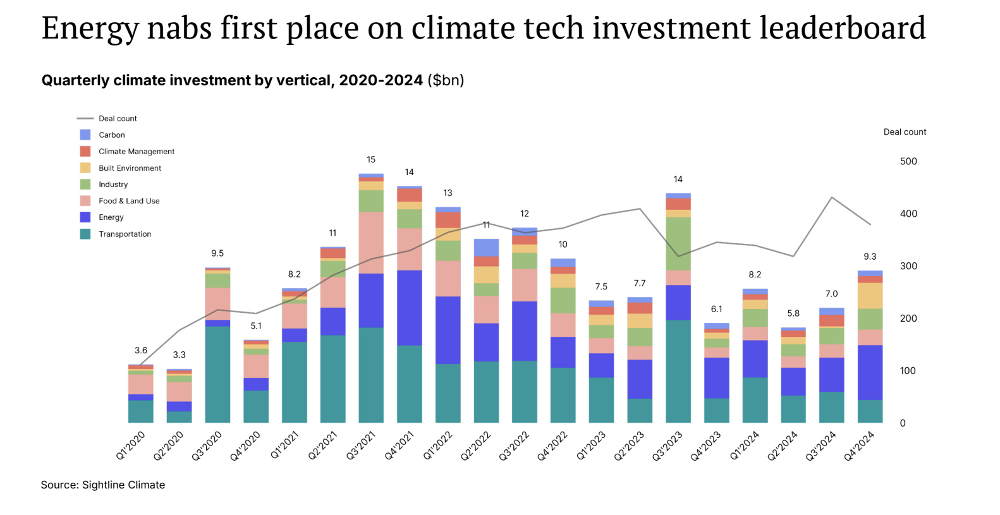 Energy nabs first place on climate tech investment leaderboard
Quarterly climate investment by vertical, 2020-2024 ($bn)
Deal count
Carbon
Climate Management
Built Environment
Industry
Food & Land Use
Energy
Transportation
Deal count
500
400
300
200
100
0
3.6
3.3
9.5
5.1
8.2
11
15
14
13
11
12
10
7.5
7.7
14
6.1
8.2
5.8
7.0
9.3
Q1'2020
Q2'2020
Q3'2020
Q4'2020
Q1'2021
Q2'2021
Q3'2021
Q4'2021
Q1'2022
Q2'2022
Q3'2022
Q4'2022
Q1'2023
Q2'2023
Q3'2023
Q4'2023
Q1'2024
Q2'2024
Q3'2024
Q4'2024
Source: Sightline Climate